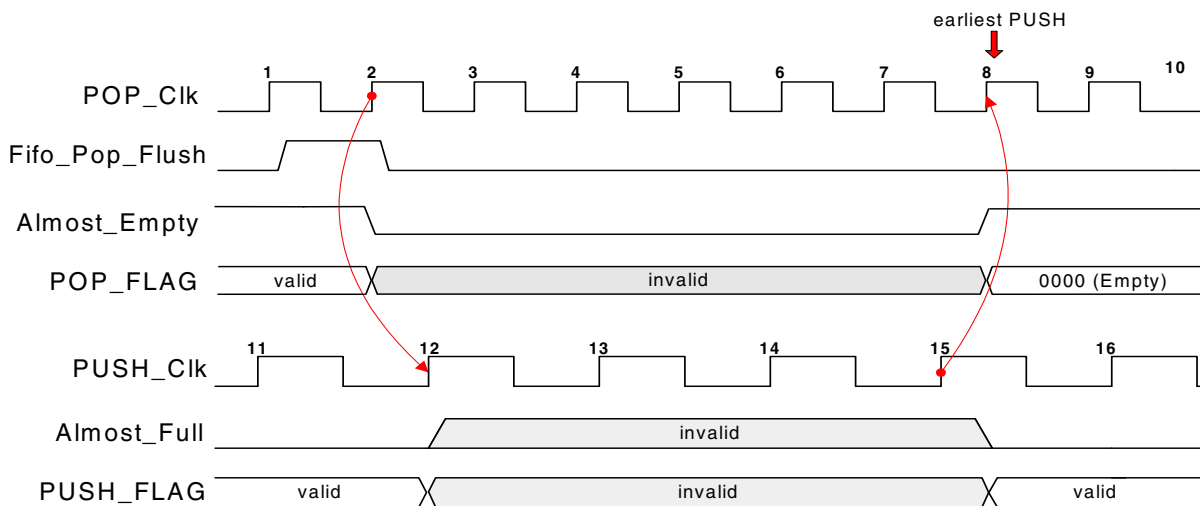 earliest PUSH
1 2 3 4 5 6 7 8 9 10
POP_Clk
Fifo_Pop_Flush
Almost_Empty
POP_FLAG valid invalid 0000 (Empty)
11 12 13 14 15 16
PUSH_Clk
Almost_Full invalid
PUSH_FLAG valid invalid valid